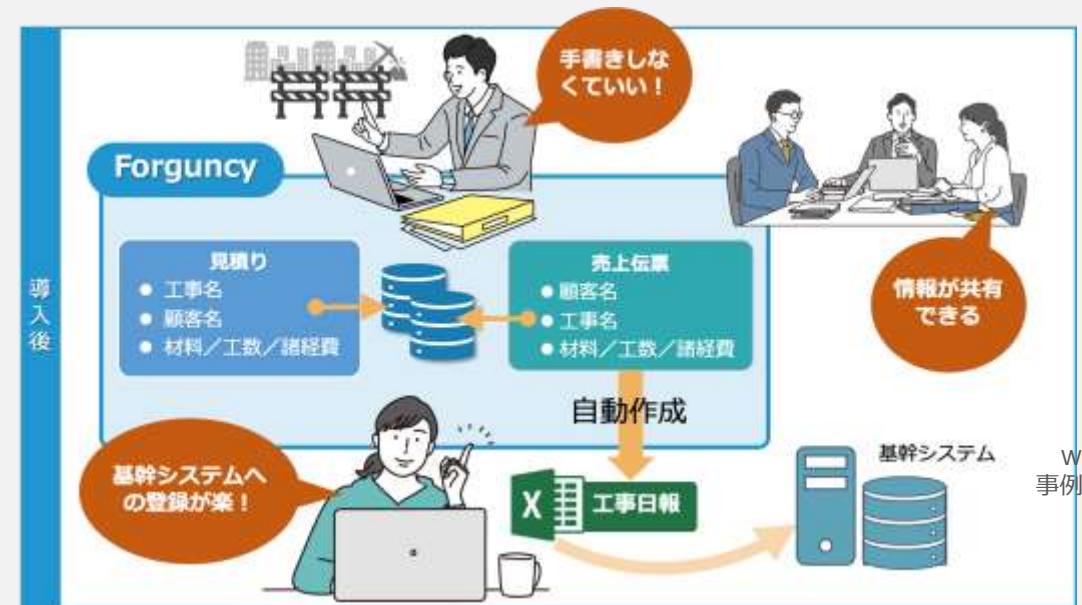 手書きしな
くていい！
Forguncy
見積り
● 工事名
● 顧客名
● 材料／工数／諸経費
売上伝票
● 顧客名
● 工事名
● 材料／工数／諸経費
情報が共有
できる
導入後
自動作成
基幹システムへ
の登録が楽！
X
工事日報
基幹システム
W
事例